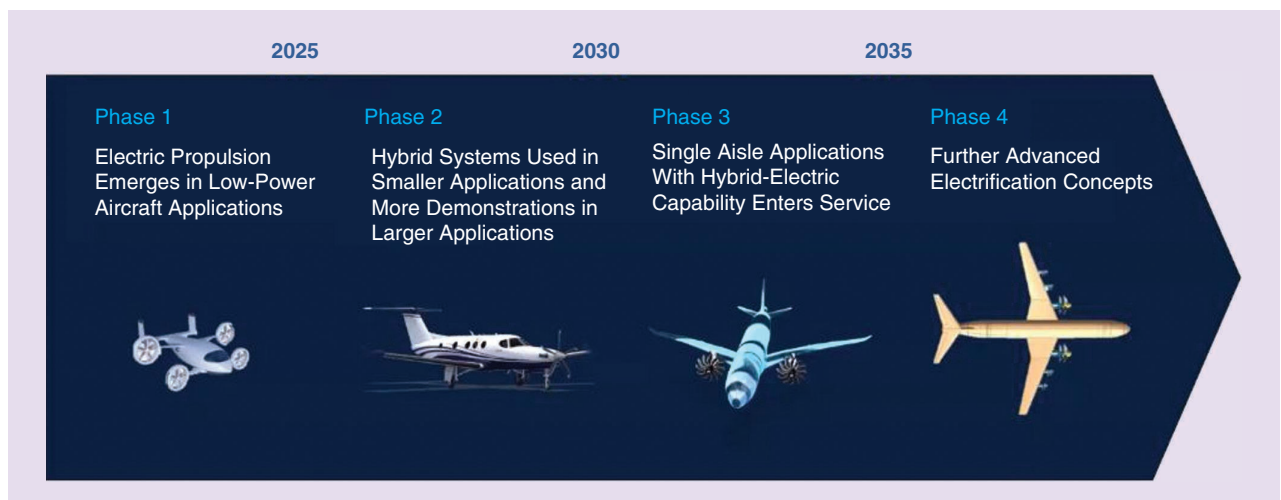 2025
2030
2035
Phase 1
Electric Propulsion
Emerges in Low-Power
Aircraft Applications
Phase 2
Hybrid Systems Used in
Smaller Applications and
More Demonstrations in
Larger Applications
Phase 3
Single Aisle Applications
With Hybrid-Electric
Capability Enters Service
Phase 4
Further Advanced
Electrification Concepts